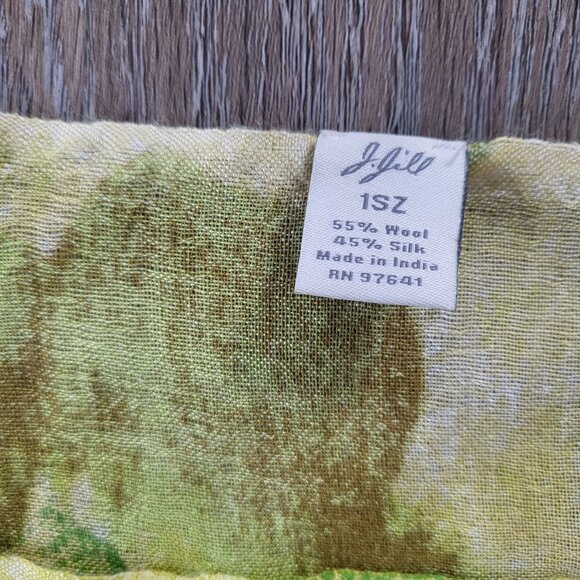 J.Jill
1SZ
55% Wool
45% Silk
Made in India
RN 97641